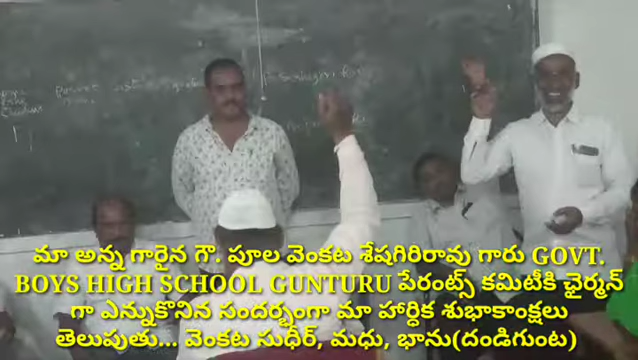 మా అన్న గారైన గౌ. పూల వెంకట శేషగిరిరావు గారు GOVT.
BOYS HIGH SCHOOL GUNTURU పేరంట్స్ కమిటీకి ఛైర్మన్
గా ఎన్నుకొనిన సందర్భంగా మా హార్ధిక శుభాకాంక్షలు
తెలుపుతు... వెంకట సుధీర్, మధు, భాను(దండిగుంట)